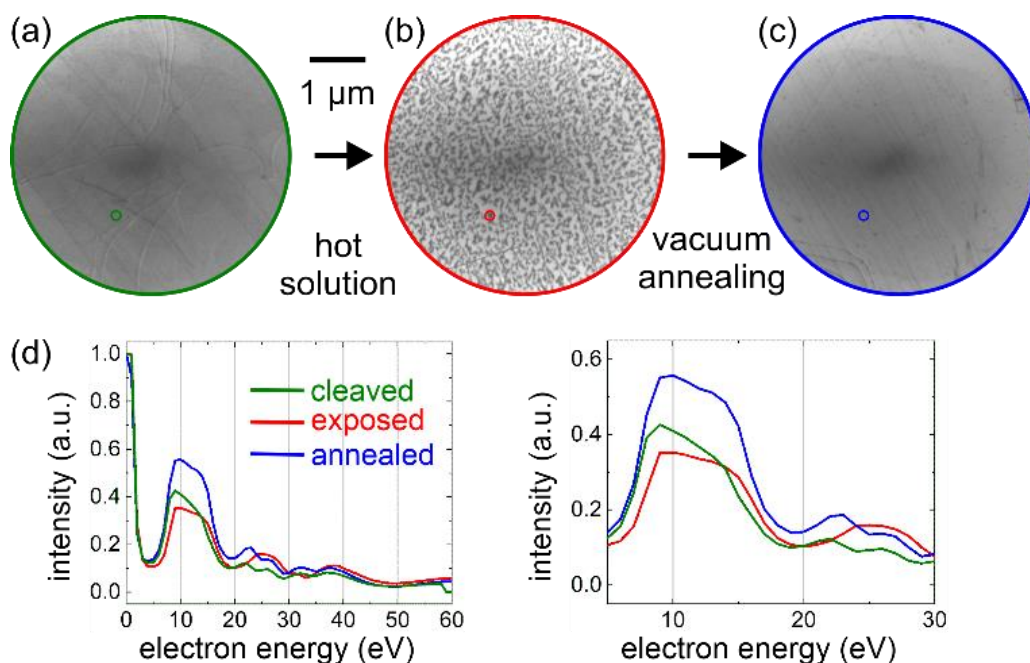 (a)
(b)
(c)
1 μm
hot
solution
vacuum
annealing
(d)
intensity (a.u.)
1.0
0.8
0.6
0.4
0.2
0.0
cleaved
exposed
annealed
0 10 20 30 40 50 60
electron energy (eV)
intensity (a.u.)
0.6
0.4
0.2
0.0
10 20 30
electron energy (eV)